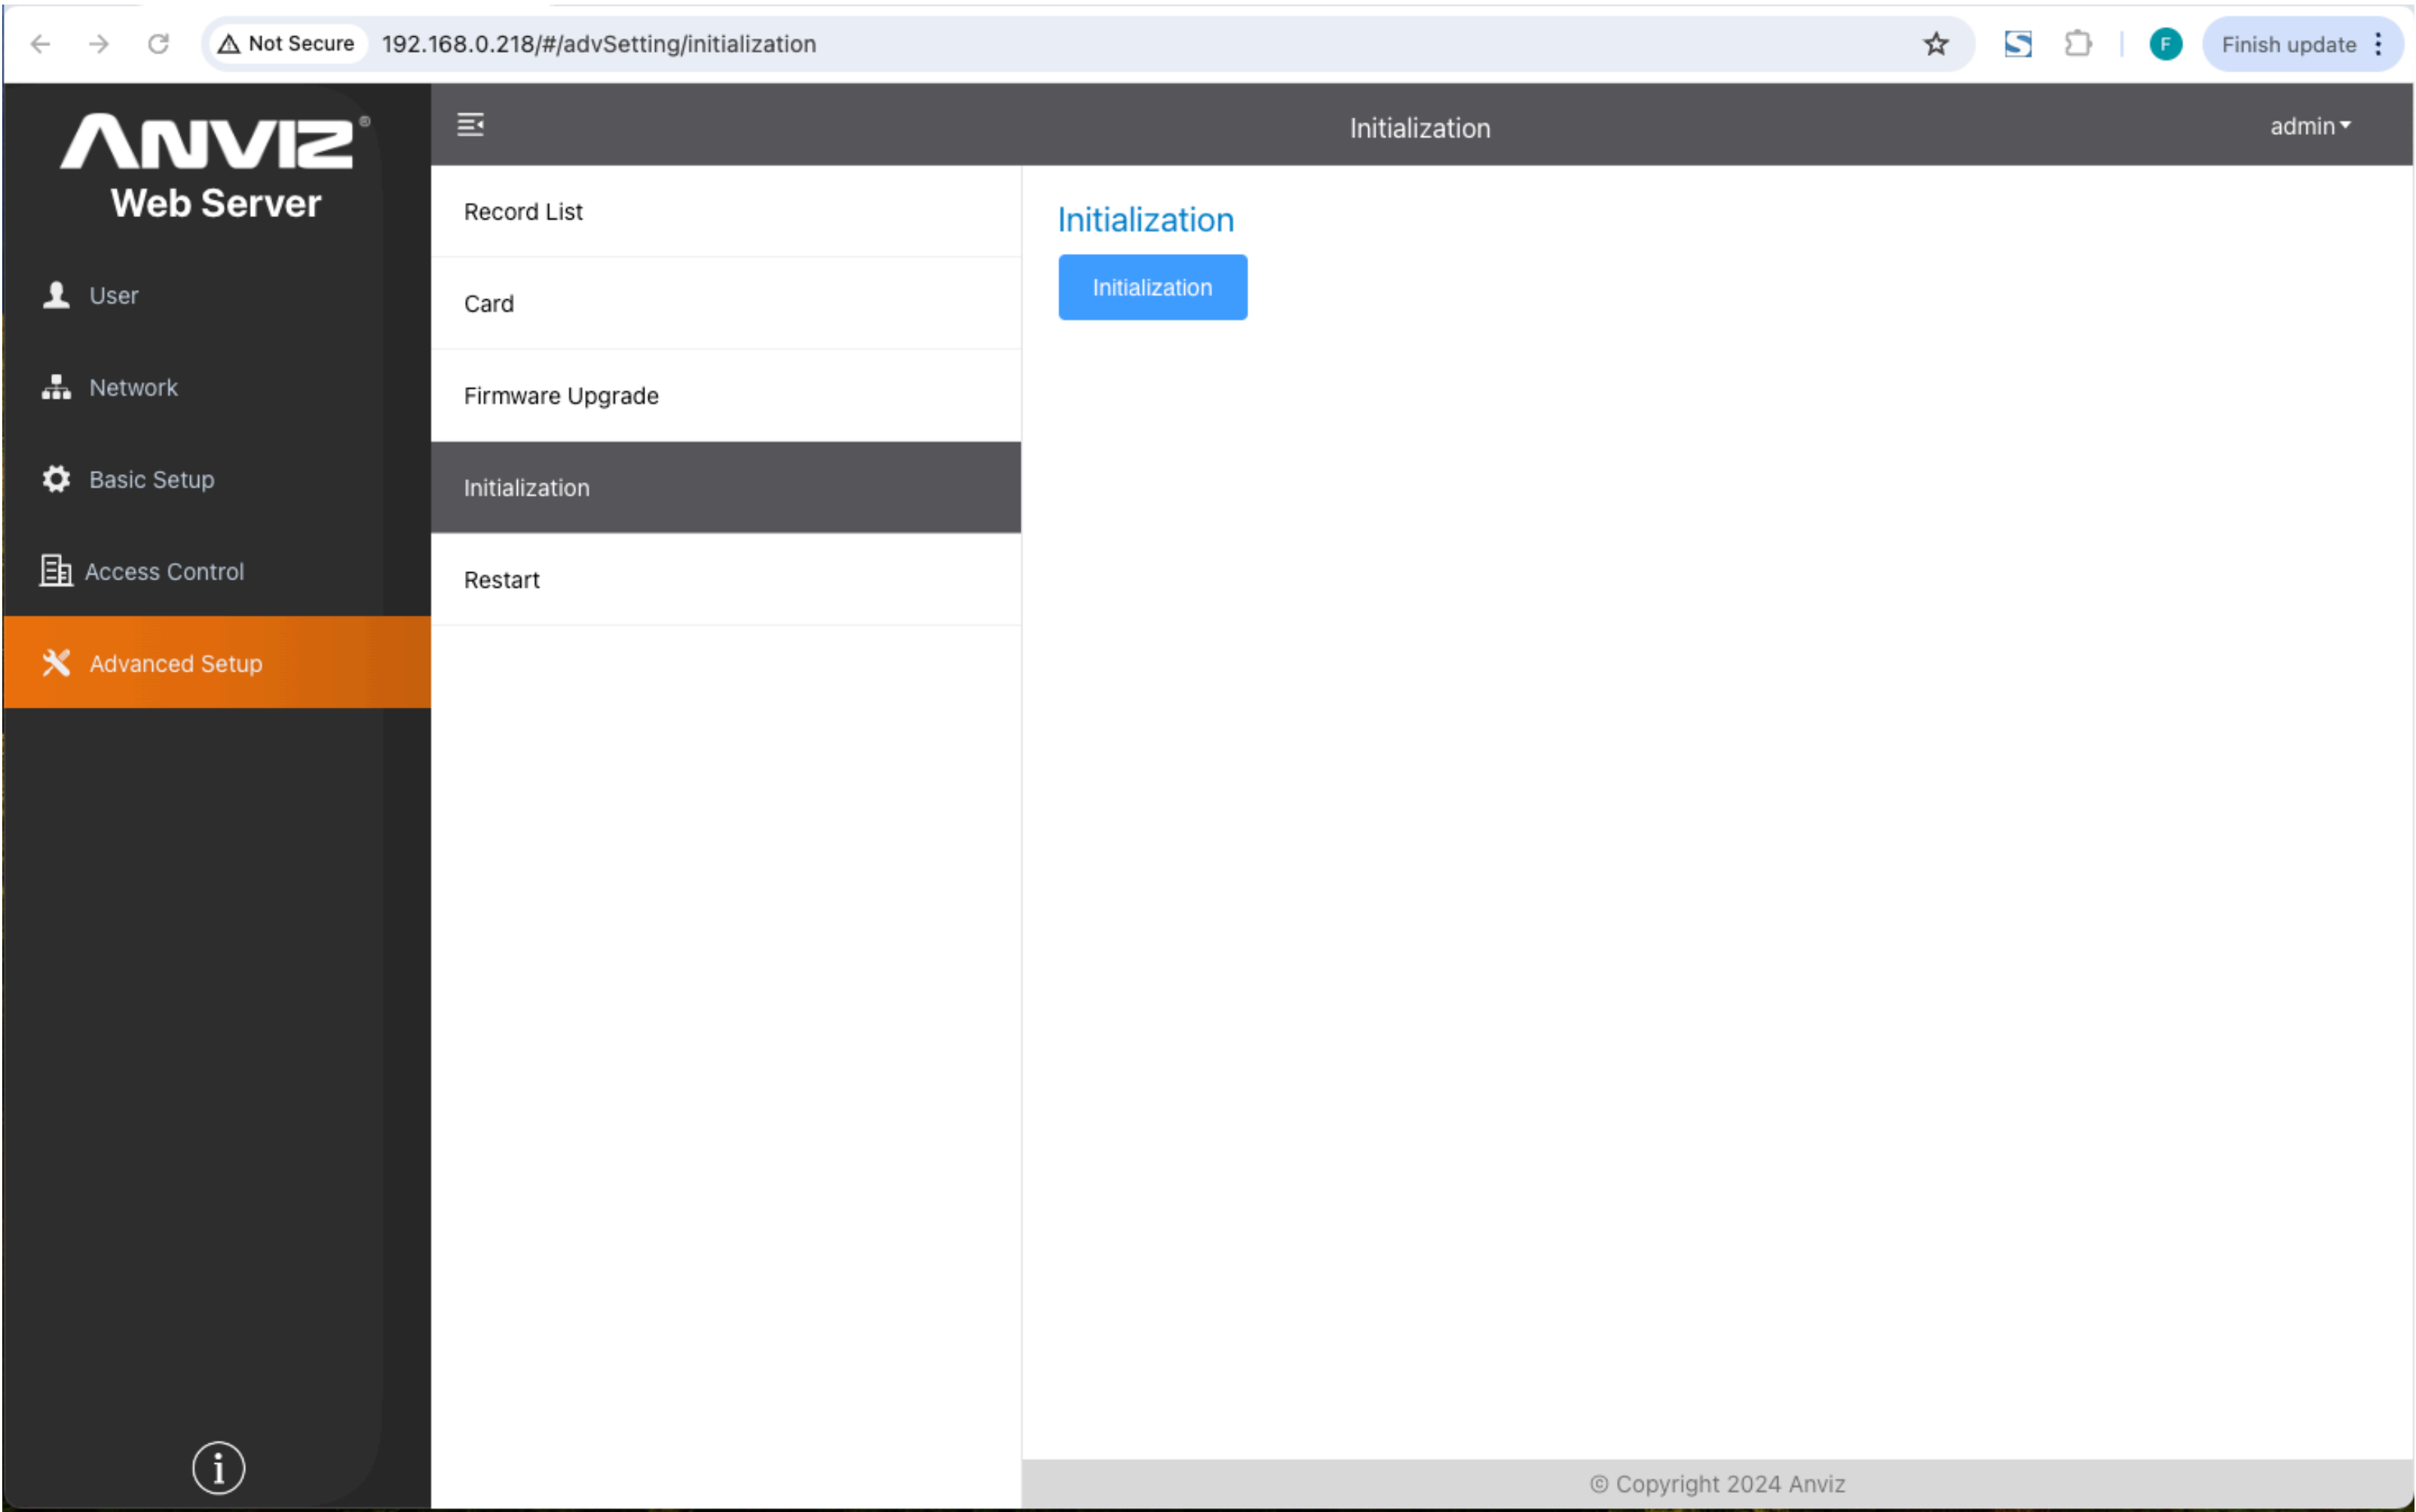 Not Secure 192.168.0.218/#/advSetting/initialization F Finish update
ANVIZ®
Web Server
User
Network
Basic Setup
Access Control
Advanced Setup
i
Initialization admin
Record List
Card
Firmware Upgrade
Initialization
Restart
Initialization
Initialization
© Copyright 2024 Anviz